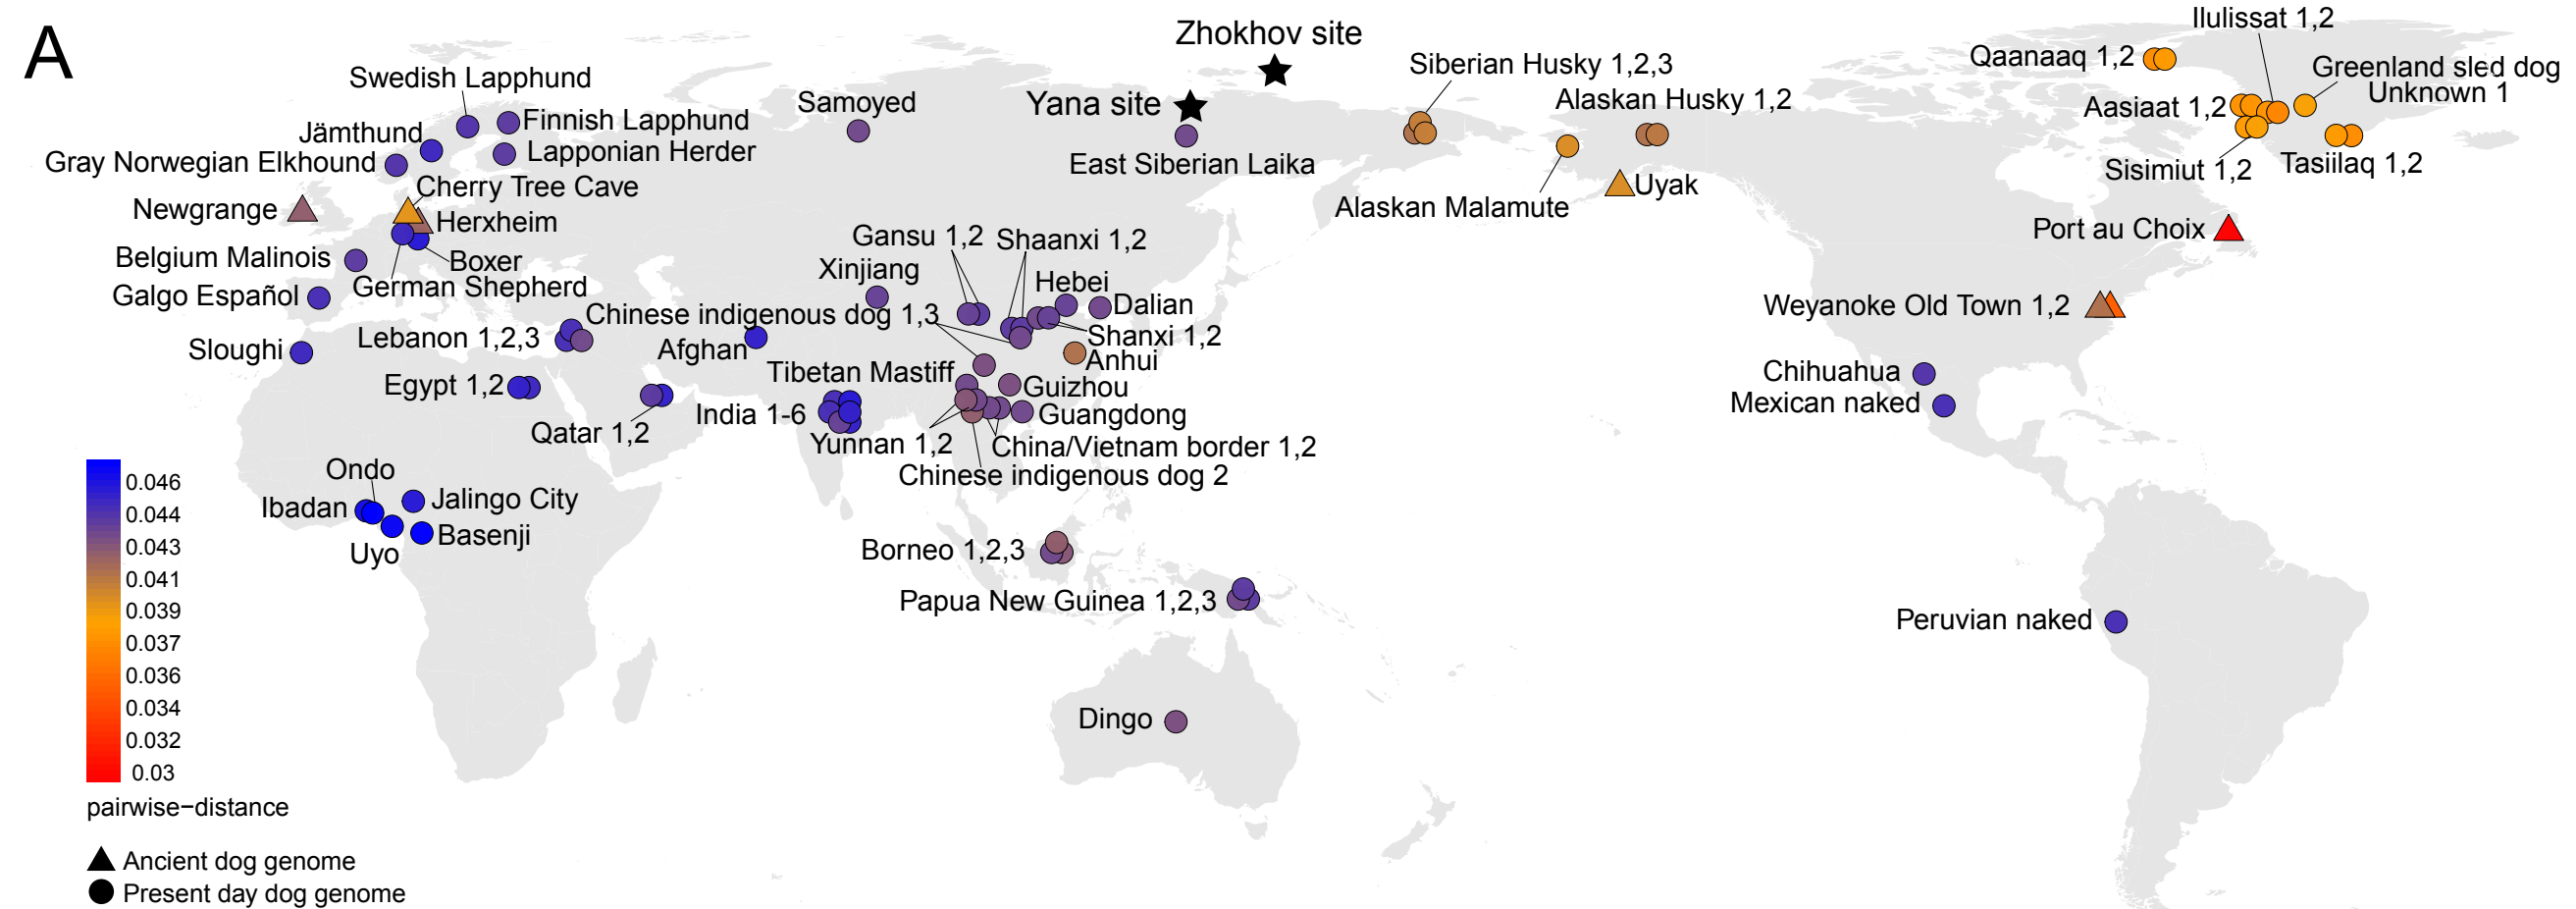 A
Zhokhov site
Yana site
Ilulissat 1,2
Qaanaaq 1,2
Greenland sled dog
Unknown 1
Aasiaat 1,2
Sisimiut 1,2
Tasiilaq 1,2
Siberian Husky 1,2,3
Alaskan Husky 1,2
Alaskan Malamute
Uyak
Samoyed
East Siberian Laika
Swedish Lapphund
Finnish Lapphund
Jämthund
Lapponian Herder
Gray Norwegian Elkhound
Cherry Tree Cave
Newgrange
Herxheim
Belgium Malinois
Boxer
German Shepherd
Galgo Español
Sloughi
Lebanon 1,2,3
Egypt 1,2
Qatar 1,2
Afghan
Xinjiang
Gansu 1,2
Shaanxi 1,2
Hebei
Dalian
Chinese indigenous dog 1,3
Shanxi 1,2
Anhui
Tibetan Mastiff
Guizhou
India 1-6
Guangdong
Yunnan 1,2
China/Vietnam border 1,2
Chinese indigenous dog 2
Port au Choix
Weyanoke Old Town 1,2
Chihuahua
Mexican naked
Peruvian naked
Ondo
Ibadan
Jalingo City
Uyo
Basenji
Borneo 1,2,3
Papua New Guinea 1,2,3
Dingo
0.046
0.044
0.043
0.041
0.039
0.037
0.036
0.034
0.032
0.03
pairwise−distance
Ancient dog genome
Present day dog genome